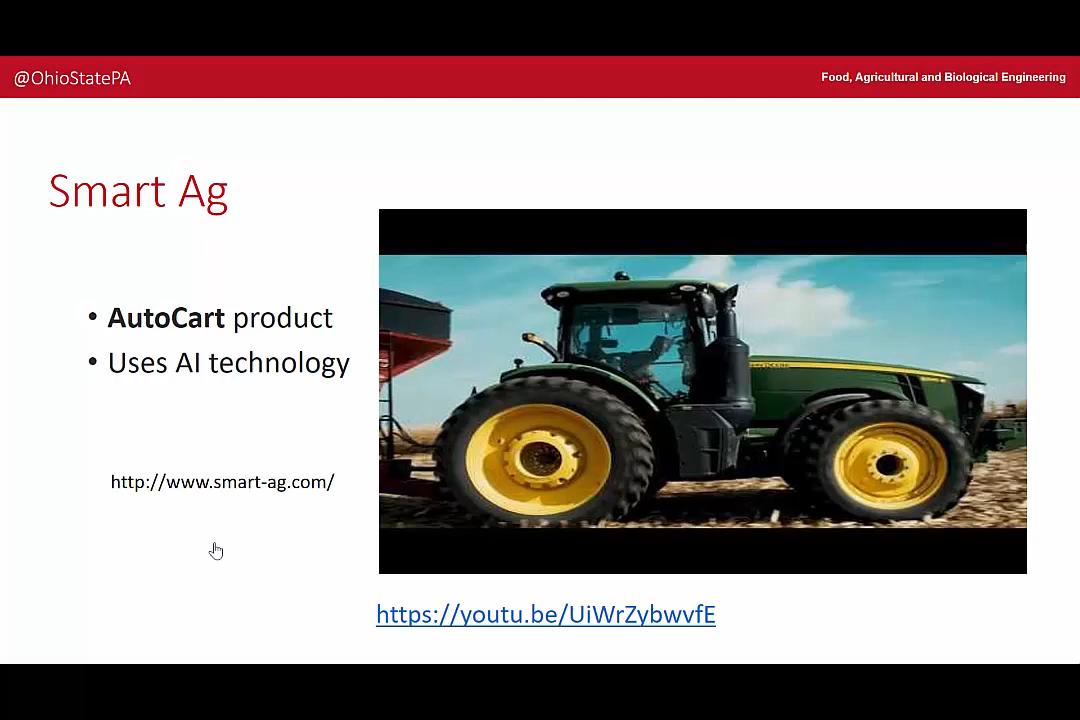 @OhioStatePA
Food, Agricultural and Biological Engineering
Smart Ag
• AutoCart product
• Uses AI technology
http://www.smart-ag.com/
https://youtu.be/UiWrZybwvfE